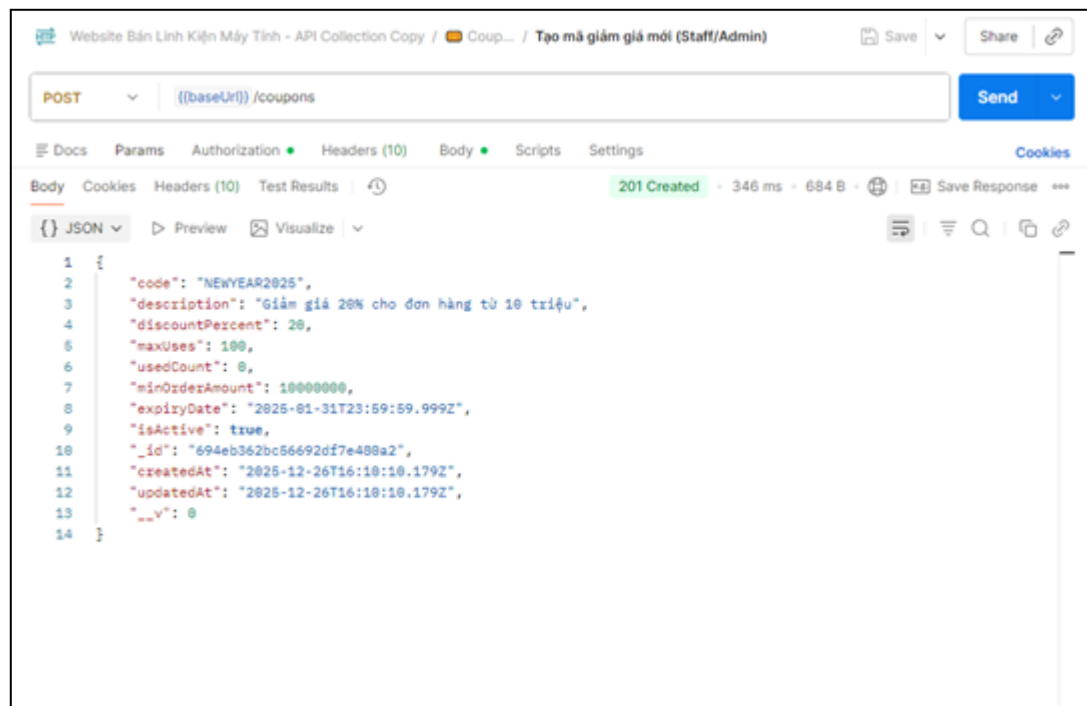 Website Bán Linh Kiện Máy Tính - API Collection Copy / Coup... / Tạo mã giảm giá mới (Staff/Admin) Save Share
POST {{baseUrl}} /coupons Send
Docs Params Authorization Headers (10) Body Scripts Settings Cookies
Body Cookies Headers (10) Test Results 201 Created 346 ms 684 B Save Response
{} JSON Preview Visualize
1 {
2 "code": "NEWYEAR2025",
3 "description": "Giảm giá 20% cho đơn hàng từ 10 triệu",
4 "discountPercent": 20,
5 "maxUses": 100,
6 "usedCount": 0,
7 "minOrderAmount": 10000000,
8 "expiryDate": "2025-01-31T23:59:59.999Z",
9 "isActive": true,
10 "_id": "694eb362bc56692df7e480a2",
11 "createdAt": "2025-12-26T16:10:10.179Z",
12 "updatedAt": "2025-12-26T16:10:10.179Z",
13 "__v": 0
14 }